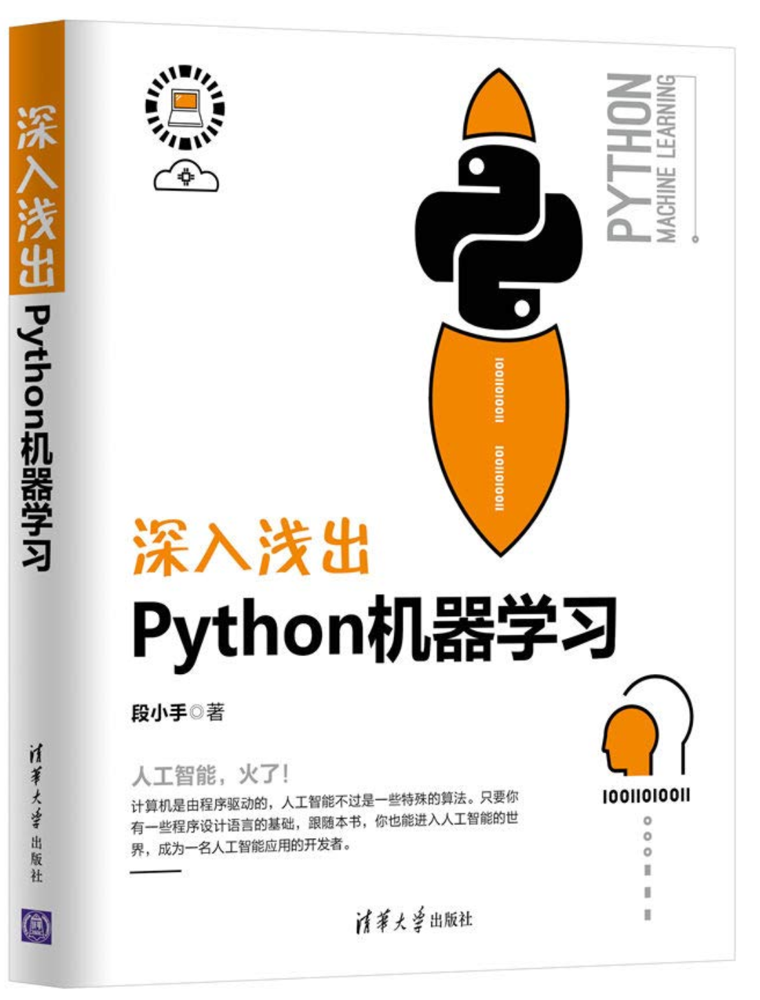 深入浅出
Python机器学习
清华大学出版社
PYTHON
MACHINE LEARNING
10011010011
10011010011
深入浅出
Python机器学习
段小手◎著
人工智能，火了！
计算机是由程序驱动的，人工智能不过是一些特殊的算法。只要你
有一些程序设计语言的基础，跟随本书，你也能进入人工智能的世
界，成为一名人工智能应用的开发者。
10011010011
清华大学出版社